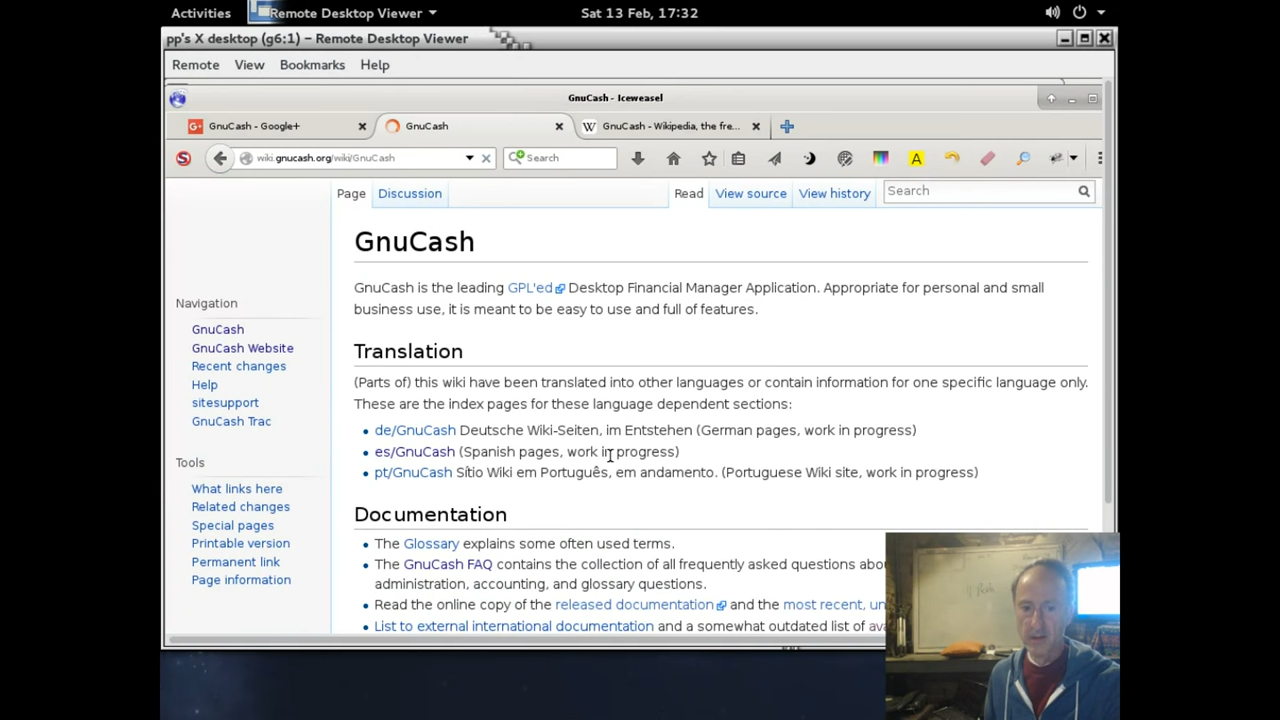 Activities Remote Desktop Viewer Sat 13 Feb, 17:32
pp's X desktop (g6:1) – Remote Desktop Viewer
Remote View Bookmarks Help
GnuCash - Iceweasel
GnuCash - Google+ GnuCash GnuCash - Wikipedia, the fre...
wiki.gnucash.org/wiki/GnuCash Search
Page Discussion Read View source View history Search
GnuCash
GnuCash is the leading GPL'ed Desktop Financial Manager Application. Appropriate for personal and small
business use, it is meant to be easy to use and full of features.
Navigation
GnuCash
GnuCash Website
Recent changes
Help
sitesupport
GnuCash Trac
Tools
What links here
Related changes
Special pages
Printable version
Permanent link
Page information
Translation
(Parts of) this wiki have been translated into other languages or contain information for one specific language only.
These are the index pages for these language dependent sections:
de/GnuCash Deutsche Wiki-Seiten, im Entstehen (German pages, work in progress)
es/GnuCash (Spanish pages, work in progress)
pt/GnuCash Sítio Wiki em Português, em andamento. (Portuguese Wiki site, work in progress)
Documentation
The Glossary explains some often used terms.
The GnuCash FAQ contains the collection of all frequently asked questions abou
administration, accounting, and glossary questions.
Read the online copy of the released documentation and the most recent, un
List to external international documentation and a somewhat outdated list of ava